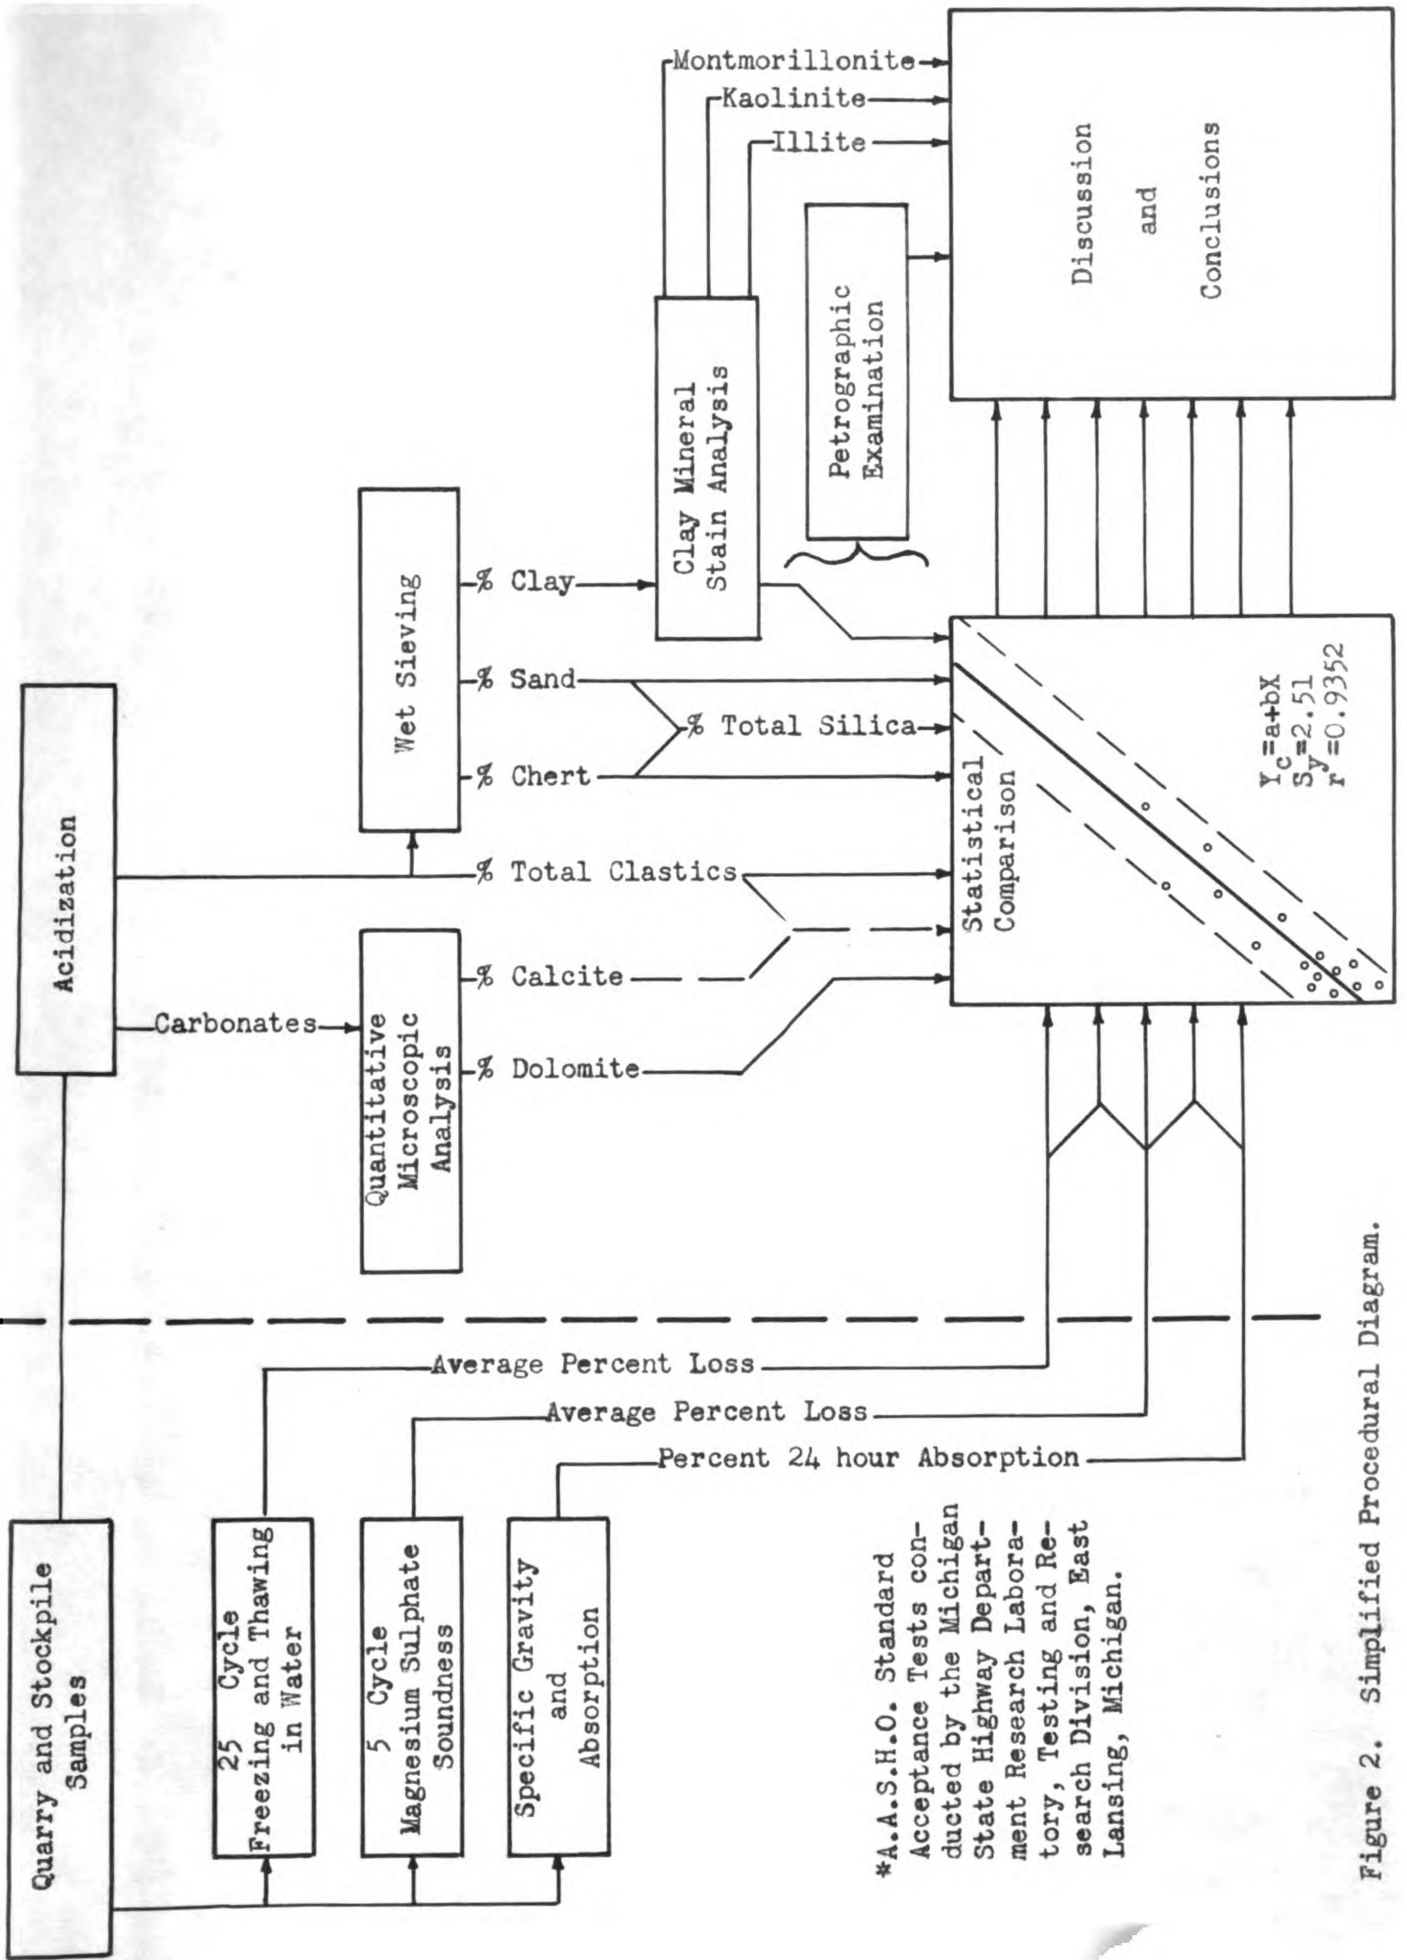 Quarry and Stockpile
Samples
Acidization
25 Cycle
Freezing and Thawing
in Water
5 Cycle
Magnesium Sulphate
Soundness
Specific Gravity
and
Absorption
Average Percent Loss
Average Percent Loss
Percent 24 hour Absorption
Carbonates
Quantitative
Microscopic
Analysis
Wet Sieving
% Dolomite
% Calcite
% Total Clastics
% Chert
% Sand
% Clay
% Total Silica
Clay Mineral
Stain Analysis
Montmorillonite
Kaolinite
Illite
Petrographic
Examination
Statistical
Comparison
Yc=a+bX
Sy=2.51
r=0.9352
Discussion
and
Conclusions
*A.A.S.H.O. Standard
Acceptance Tests con-
ducted by the Michigan
State Highway Depart-
ment Research Labora-
tory, Testing and Re-
search Division, East
Lansing, Michigan.
Figure 2. Simplified Procedural Diagram.